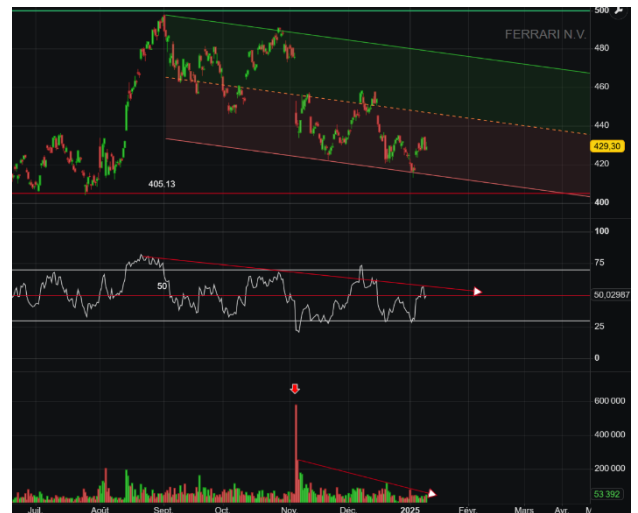 500
FERRARI N.V.
480
460
440
429,30
420
405.13
400
100
75
50
50,02987
25
0
600 000
400 000
200 000
53 392
Juil.
Août
Sept.
Oct.
Nov.
Déc.
2025
Févr.
Mars
Avr.
M